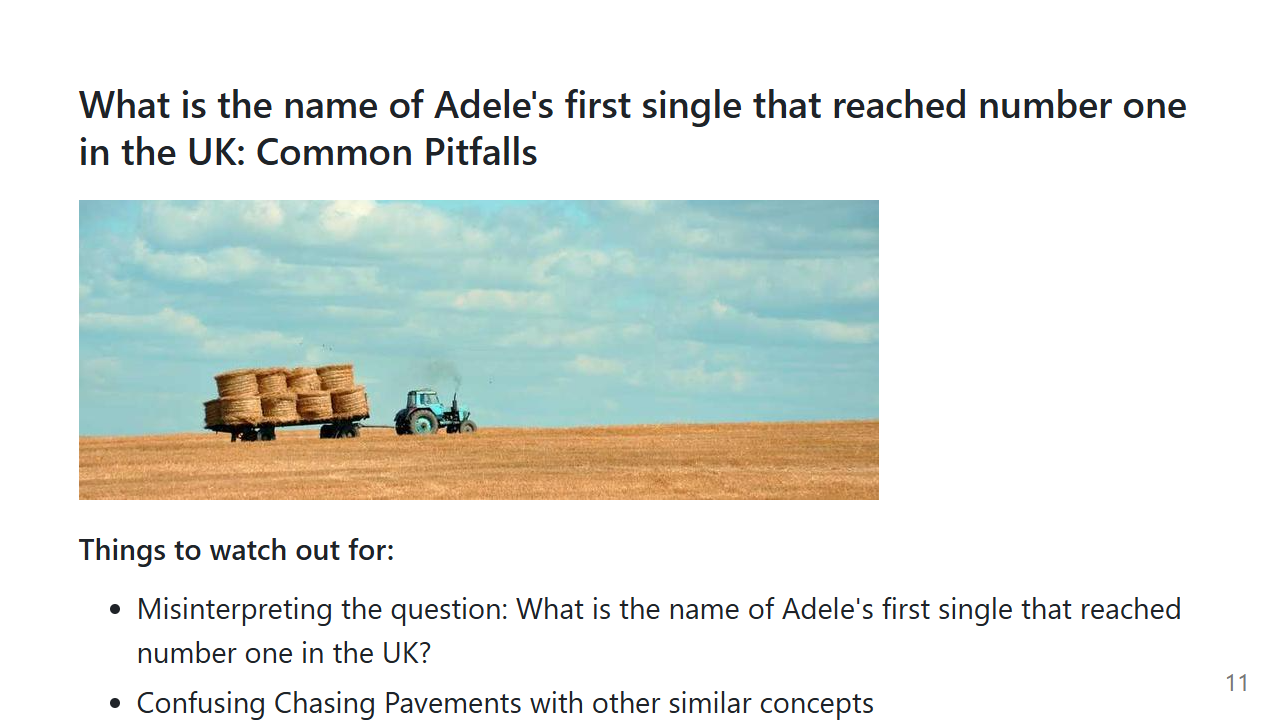 What is the name of Adele's first single that reached number one
in the UK: Common Pitfalls
Things to watch out for:
• Misinterpreting the question: What is the name of Adele's first single that reached
number one in the UK?
• Confusing Chasing Pavements with other similar concepts
11